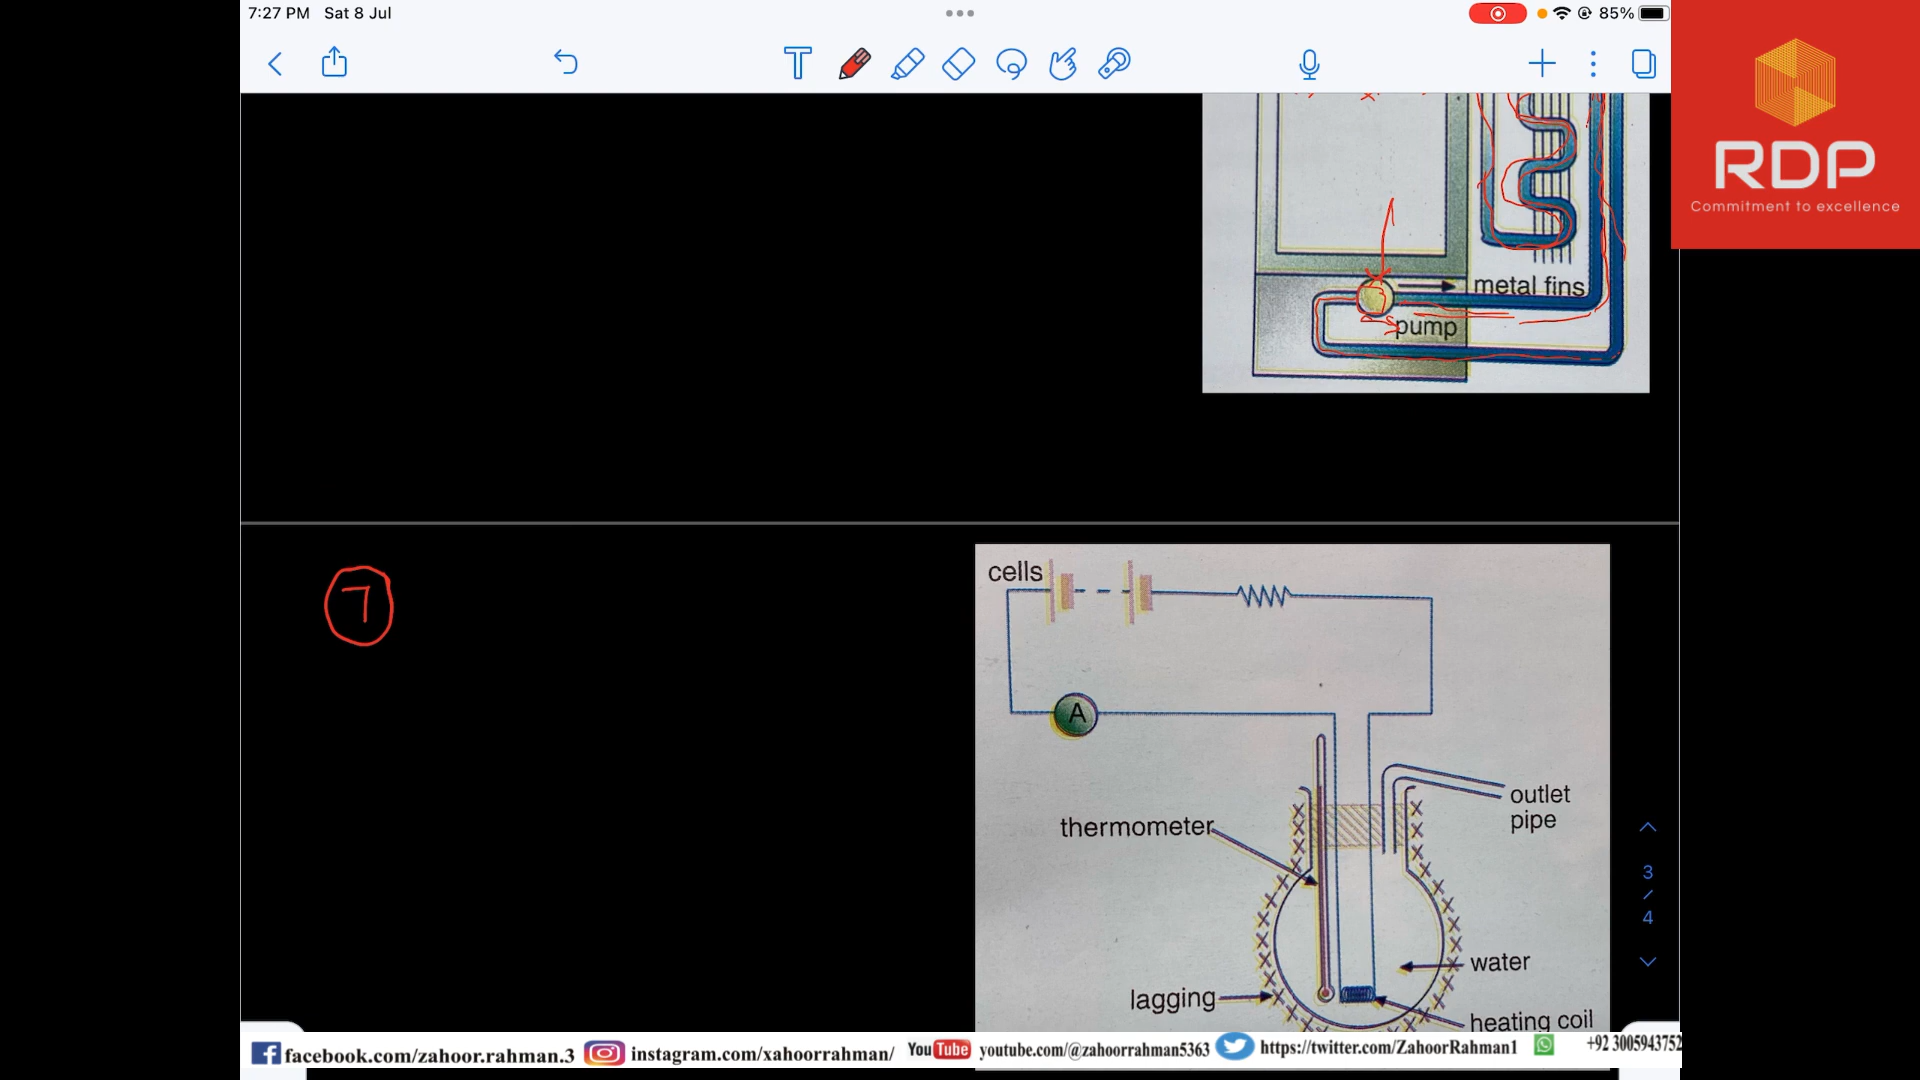 7:27 PM Sat 8 Jul
85%
RDP
Commitment to excellence
metal fins
pump
7
cells
A
outlet
pipe
thermometer
3
4
water
lagging
heating coil
facebook.com/zahoor.rahman.3 instagram.com/xahoorrahman/ YouTube youtube.com/@zahoorrahman5363 https://twitter.com/ZahoorRahman1 +92 3005943752